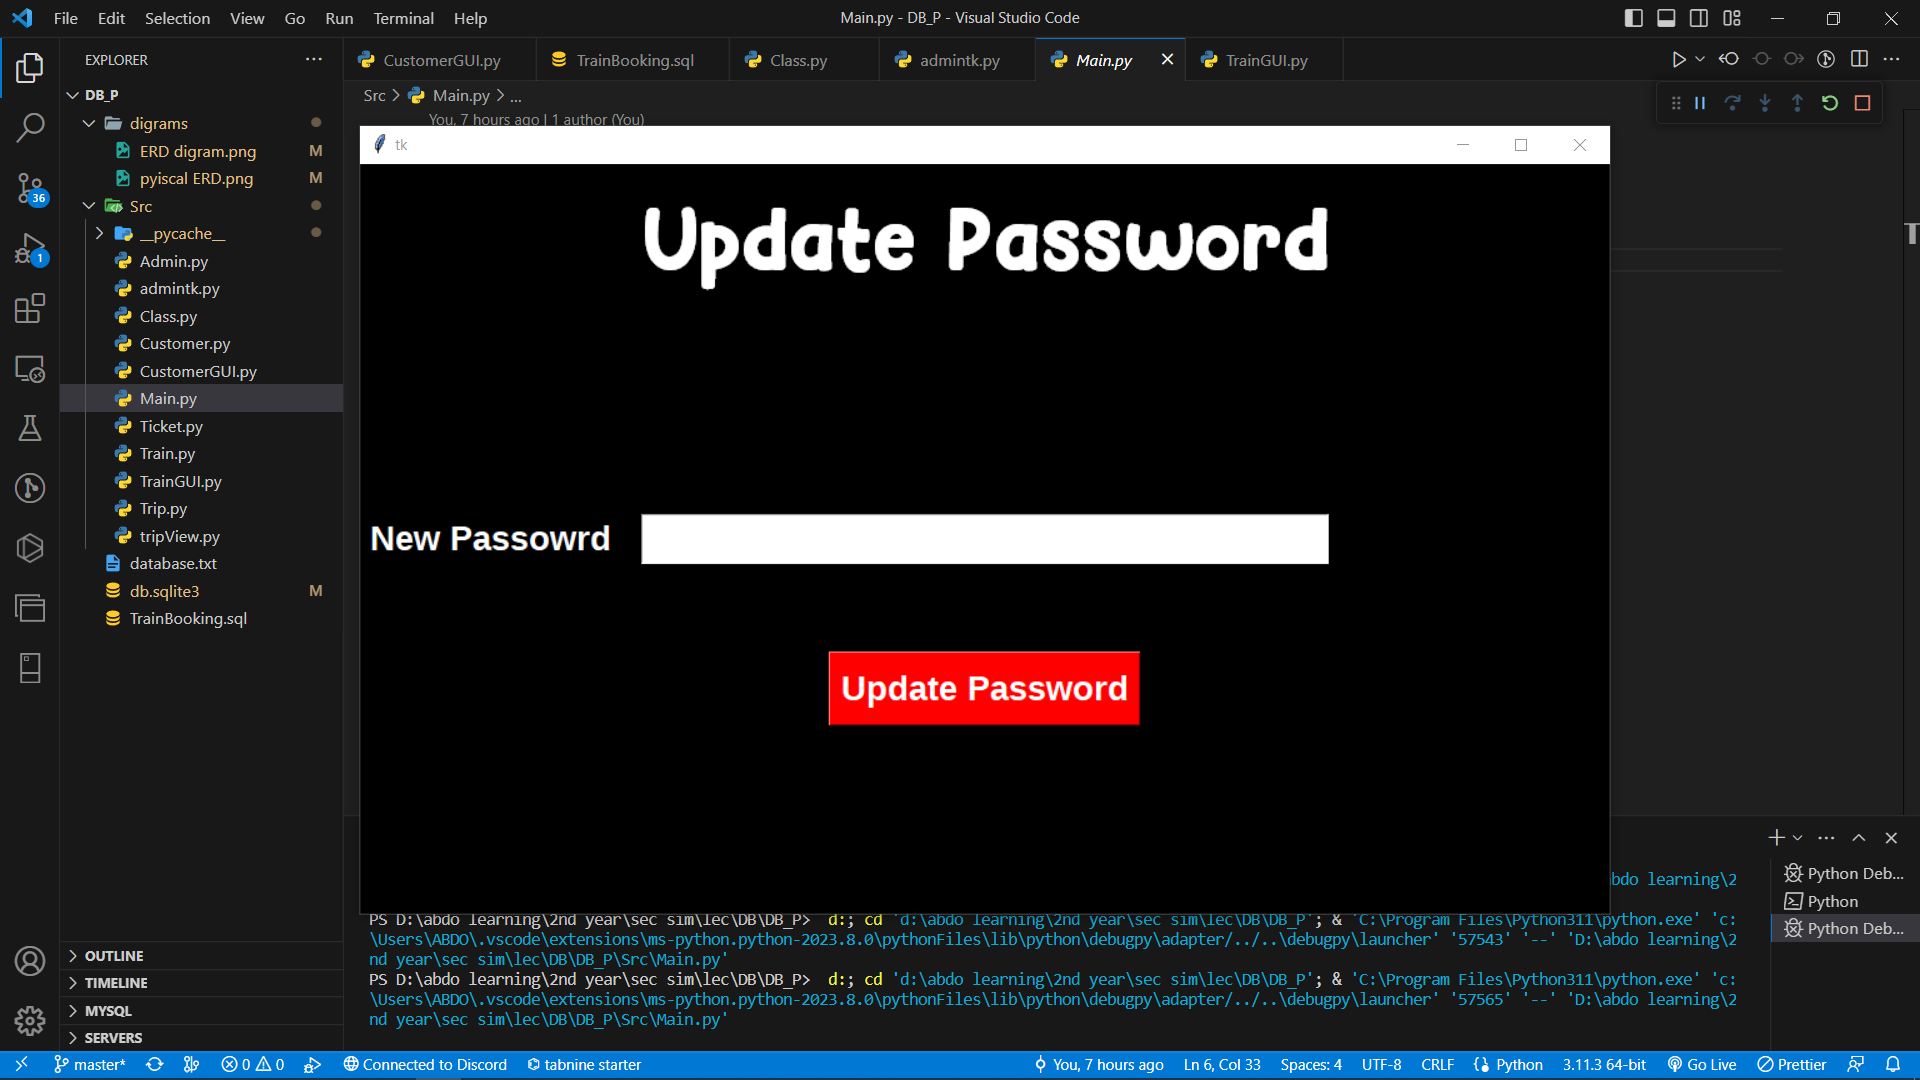 File Edit Selection View Go Run Terminal Help
Main.py - DB_P - Visual Studio Code
EXPLORER
CustomerGUI.py
TrainBooking.sql
Class.py
admintk.py
Main.py
TrainGUI.py
DB_P
Src > Main.py > ...
You, 7 hours ago | 1 author (You)
digrams
ERD digram.png M
pyiscal ERD.png M
Src
__pycache__
Admin.py
admintk.py
Class.py
Customer.py
CustomerGUI.py
Main.py
Ticket.py
Train.py
TrainGUI.py
Trip.py
tripView.py
database.txt
db.sqlite3 M
TrainBooking.sql
36
1
tk
Update Password
New Passowrd
Update Password
bdo learning\2
PS D:\abdo learning\2nd year\sec sim\lec\DB\DB_P> d:; cd 'd:\abdo learning\2nd year\sec sim\lec\DB\DB_P'; & 'C:\Program Files\Python311\python.exe' 'c:
\Users\ABDO\.vscode\extensions\ms-python.python-2023.8.0\pythonFiles\lib\python\debugpy\adapter/../..\debugpy\launcher' '57543' '--' 'D:\abdo learning\2
nd year\sec sim\lec\DB\DB_P\Src\Main.py'
PS D:\abdo learning\2nd year\sec sim\lec\DB\DB_P> d:; cd 'd:\abdo learning\2nd year\sec sim\lec\DB\DB_P'; & 'C:\Program Files\Python311\python.exe' 'c:
\Users\ABDO\.vscode\extensions\ms-python.python-2023.8.0\pythonFiles\lib\python\debugpy\adapter/../..\debugpy\launcher' '57565' '--' 'D:\abdo learning\2
nd year\sec sim\lec\DB\DB_P\Src\Main.py'
Python Deb...
Python
Python Deb...
OUTLINE
TIMELINE
MYSQL
SERVERS
master* 0 0 Connected to Discord tabnine starter You, 7 hours ago Ln 6, Col 33 Spaces: 4 UTF-8 CRLF Python 3.11.3 64-bit Go Live Prettier